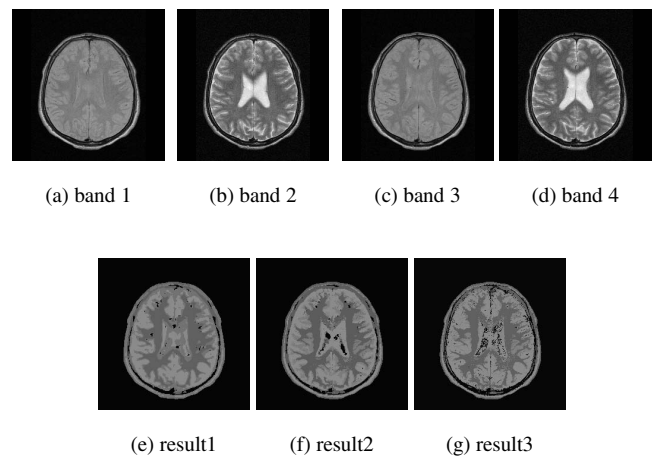 (a) band 1 (b) band 2 (c) band 3 (d) band 4
(e) result1 (f) result2 (g) result3